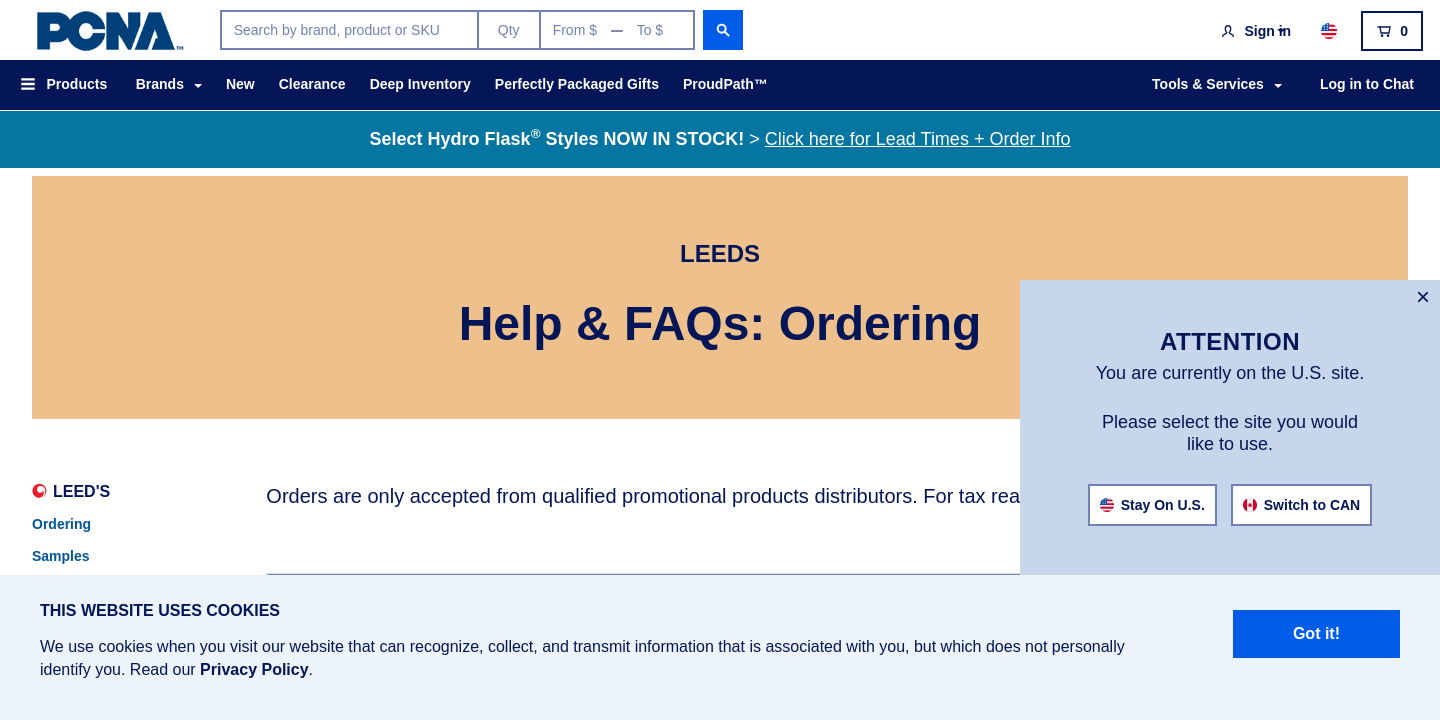 PCNA™
Search by brand, product or SKU
Qty
From $ — To $
Sign in
0
Products
Brands
New
Clearance
Deep Inventory
Perfectly Packaged Gifts
ProudPath™
Tools & Services
Log in to Chat
Select Hydro Flask® Styles NOW IN STOCK! > Click here for Lead Times + Order Info
LEEDS
Help & FAQs: Ordering
×
ATTENTION
You are currently on the U.S. site.
Please select the site you would
like to use.
Stay On U.S.
Switch to CAN
LEED'S
Ordering
Samples
Orders are only accepted from qualified promotional products distributors. For tax rea
THIS WEBSITE USES COOKIES
We use cookies when you visit our website that can recognize, collect, and transmit information that is associated with you, but which does not personally
identify you. Read our Privacy Policy.
Got it!